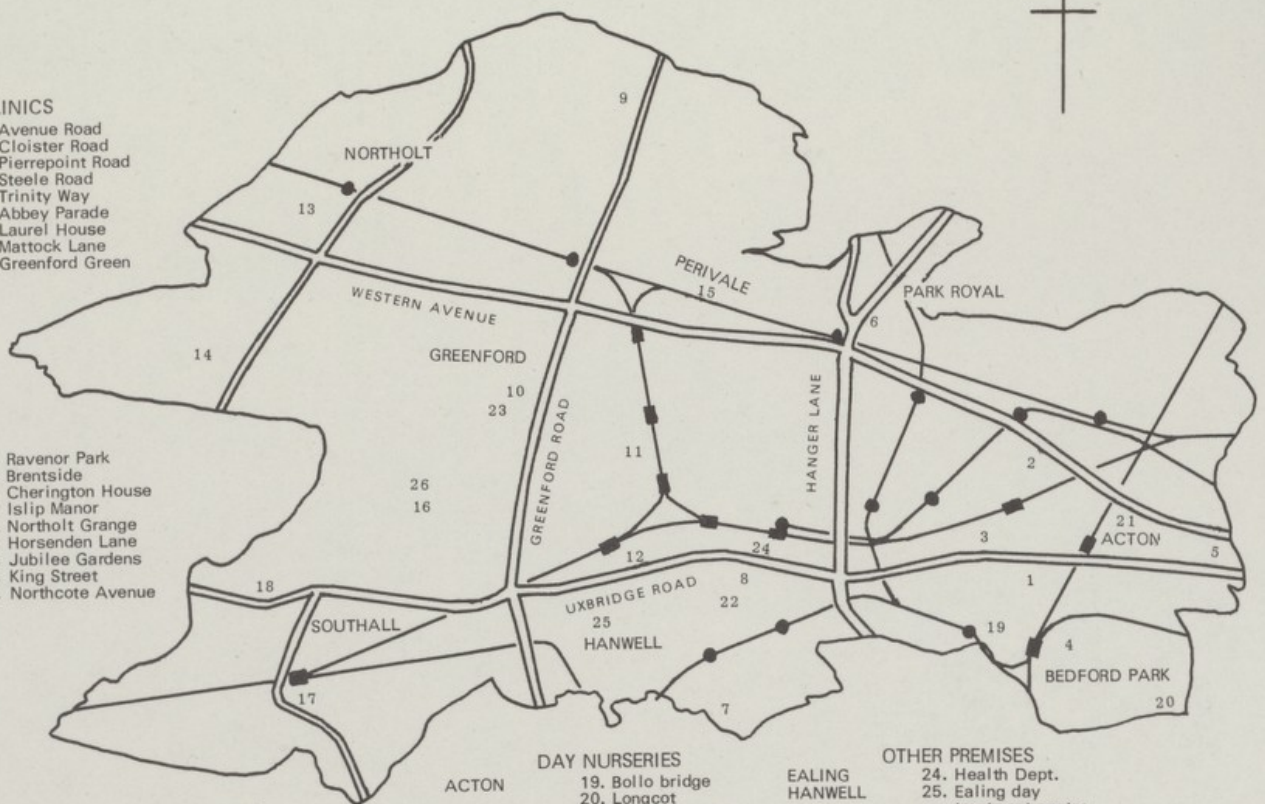 INICS
Avenue Road
Cloister Road
Pierrepoint Road
Steele Road
Trinity Way
Abbey Parade
Laurel House
Mattock Lane
Greenford Green
Ravenor Park
Brentside
Cherington House
Islip Manor
Northolt Grange
Horsenden Lane
Jubilee Gardens
King Street
Northcote Avenue
9
NORTHOLT
13
PERIVALE
15
PARK ROYAL
6
WESTERN AVENUE
14
GREENFORD
10
23
GREENFORD ROAD
HANGER LANE
11
2
26
16
21
ACTON
5
3
12
24
18
8
1
UXBRIDGE ROAD
22
25
SOUTHALL
HANWELL
19
4
BEDFORD PARK
20
17
7
DAY NURSERIES
ACTON 19. Bollo bridge
20. Longcot
OTHER PREMISES
EALING 24. Health Dept.
HANWELL 25. Ealing day